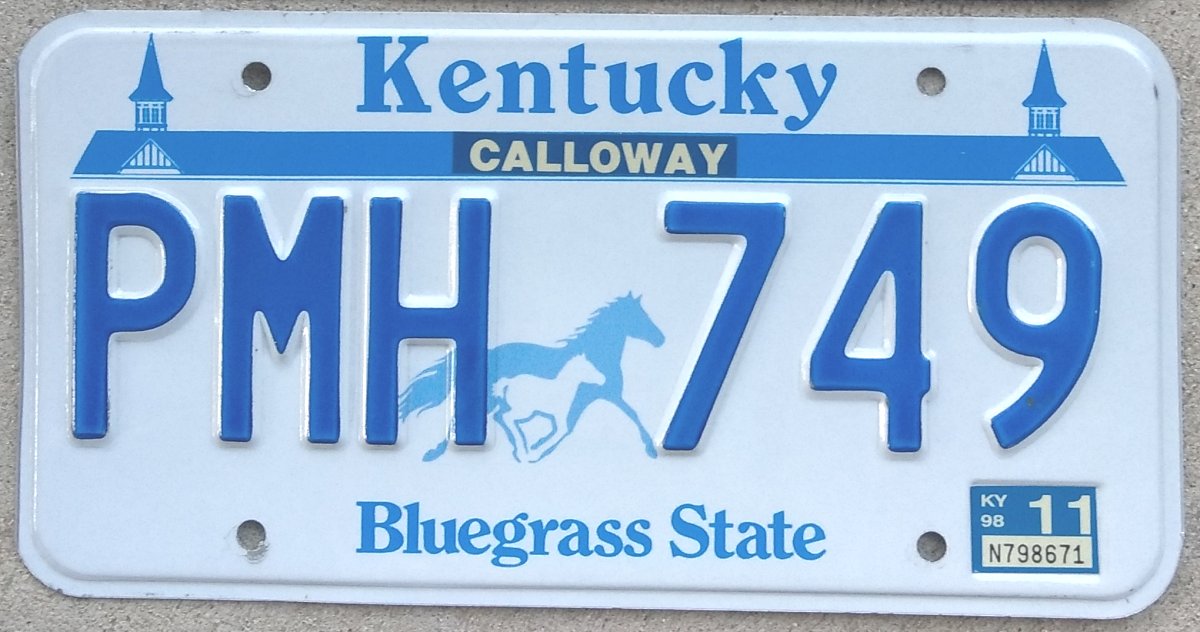 Kentucky
CALLOWAY
PMH 749
Bluegrass State
KY 98 11
N798671